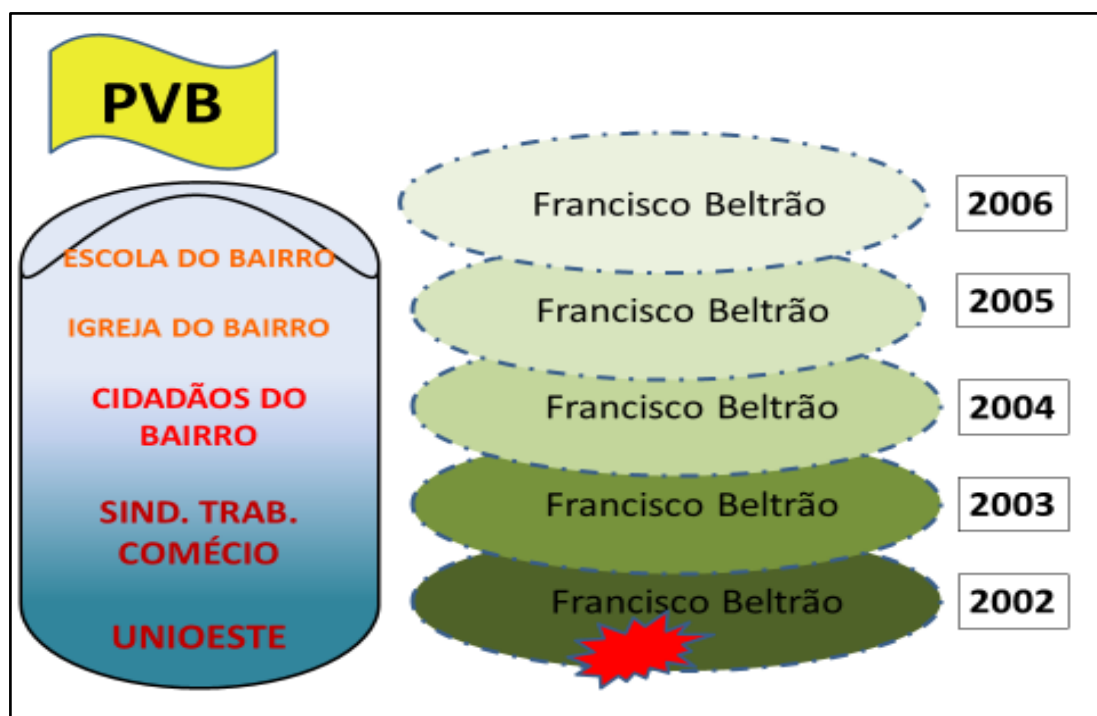 PVB
ESCOLA DO BAIRRO
IGREJA DO BAIRRO
CIDADÃOS DO
BAIRRO
SIND. TRAB.
COMÉCIO
UNIOESTE
Francisco Beltrão
2006
Francisco Beltrão
2005
Francisco Beltrão
2004
Francisco Beltrão
2003
Francisco Beltrão
2002